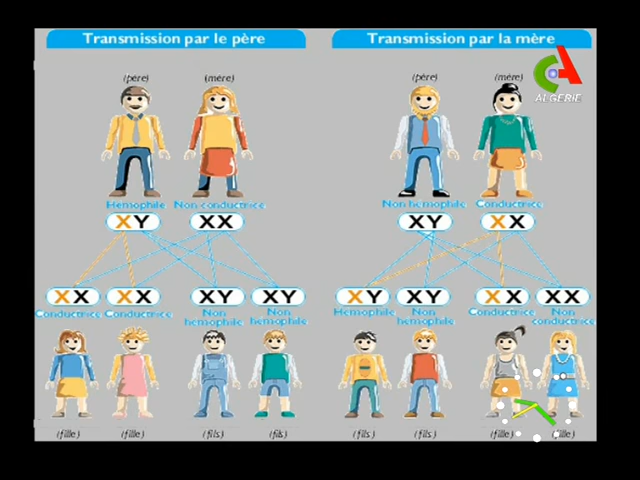 Transmission par le père
(père) (mère)
Hémophile Non conductrice
XY XX
XX XX XY XY
Conductrice Conductrice Non hémophile Non hémophile
(fille) (fille) (fils) (fils)
Transmission par la mère
(père) (mère)
Non hémophile Conductrice
XY XX
XY XY XX XX
Hémophile Non hémophile Conductrice Non conductrice
(fils) (fils) (fille) (fille)
ALGERIE